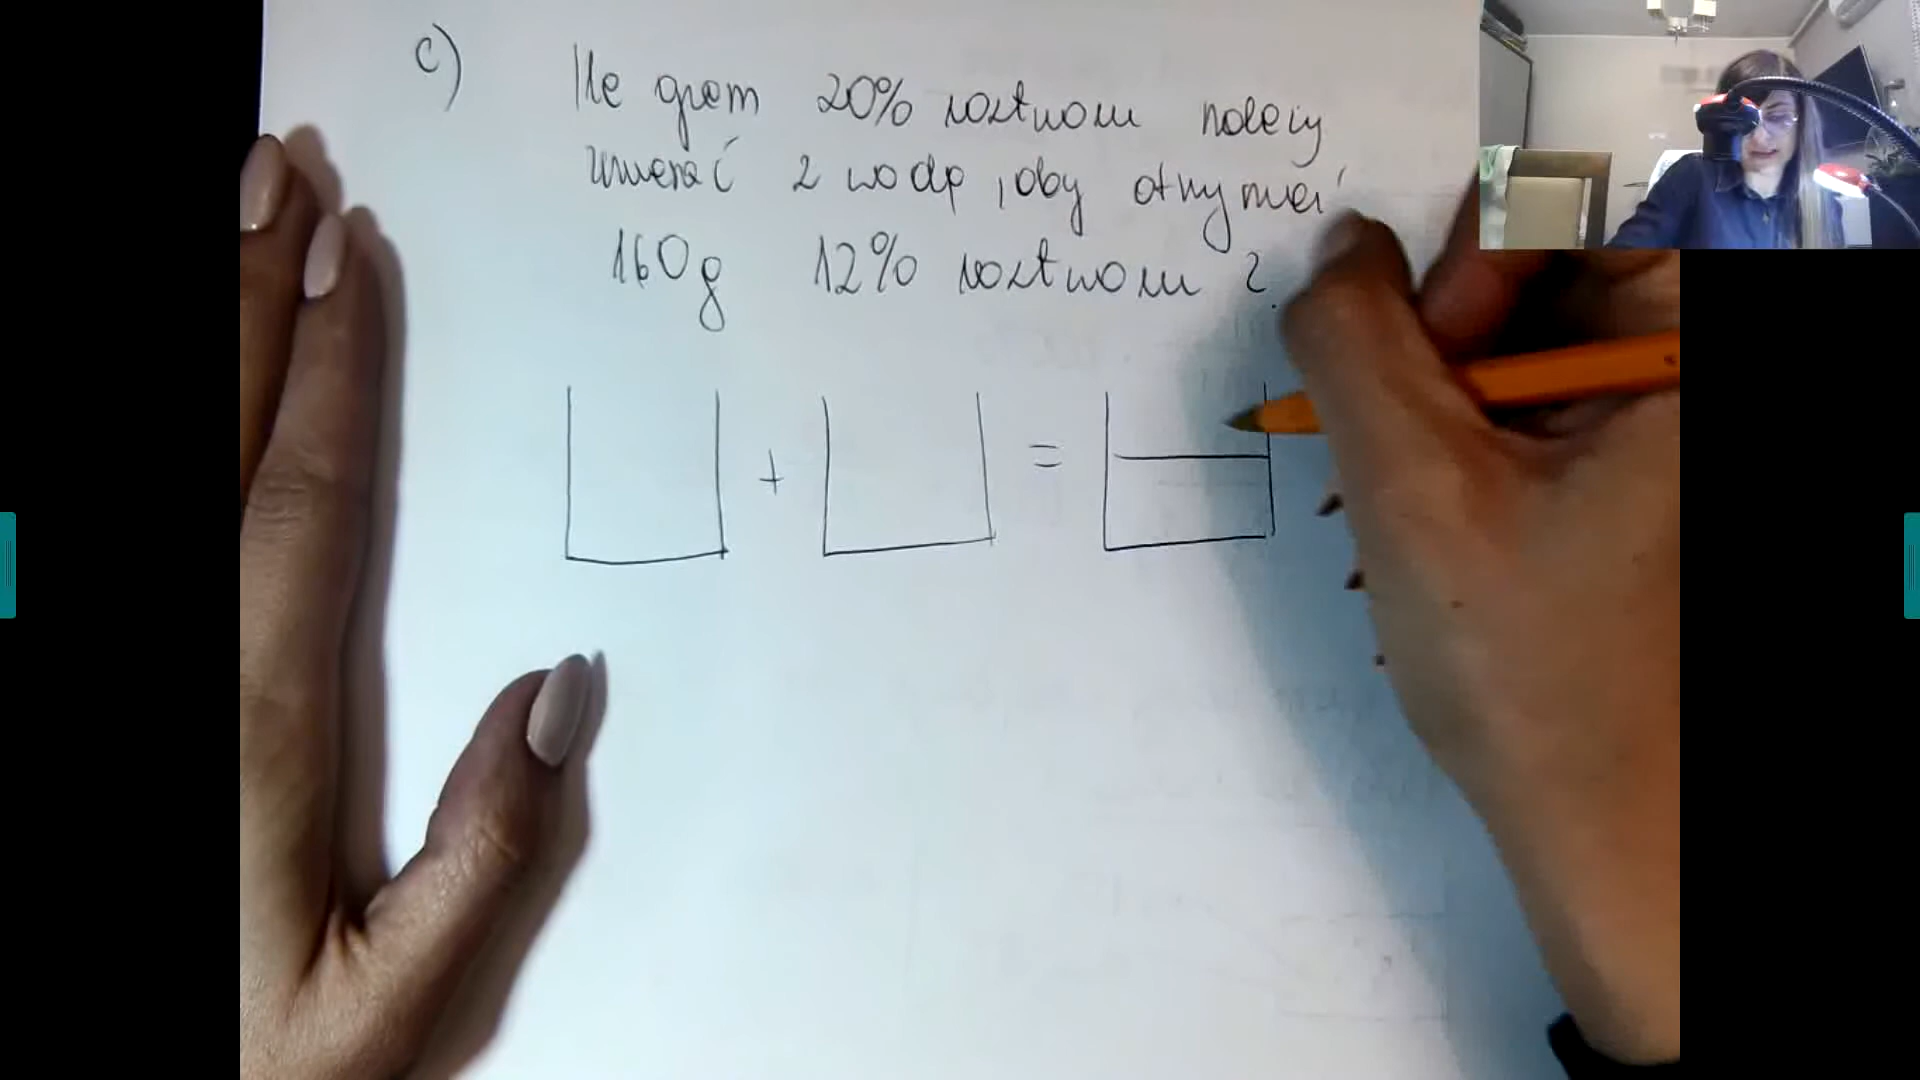 c) Ile gram 20% roztworu należy
zmieszać z wodą, aby otrzymać
160g 12% roztworu?
+ =